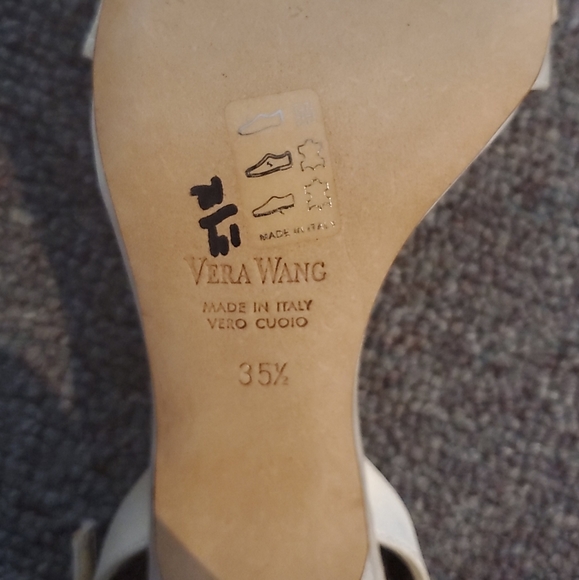 MADE IN ITALY
VERA WANG
MADE IN ITALY
VERO CUOIO
35½